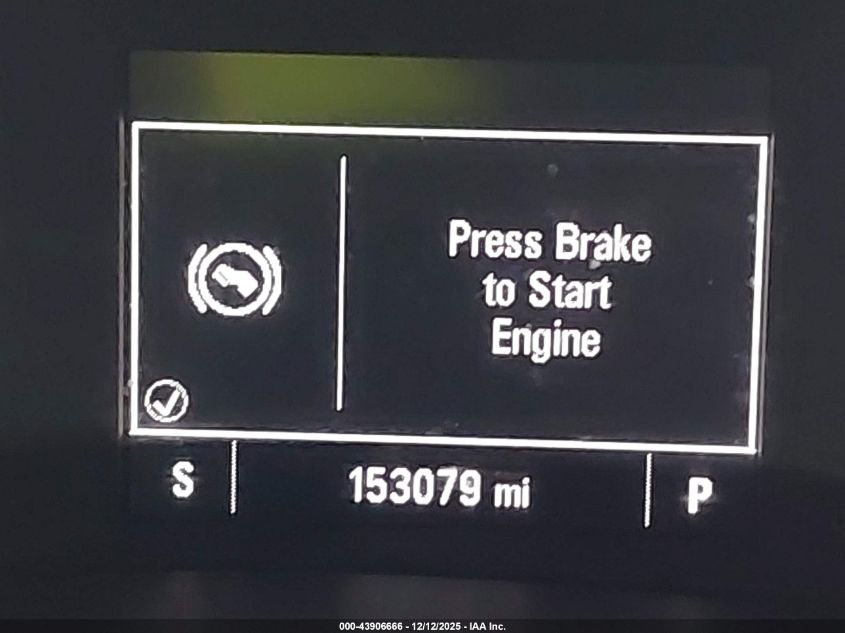 Press Brake
to Start
Engine
S 153079 mi P
000-43906666 - 12/12/2025 - IAA Inc.